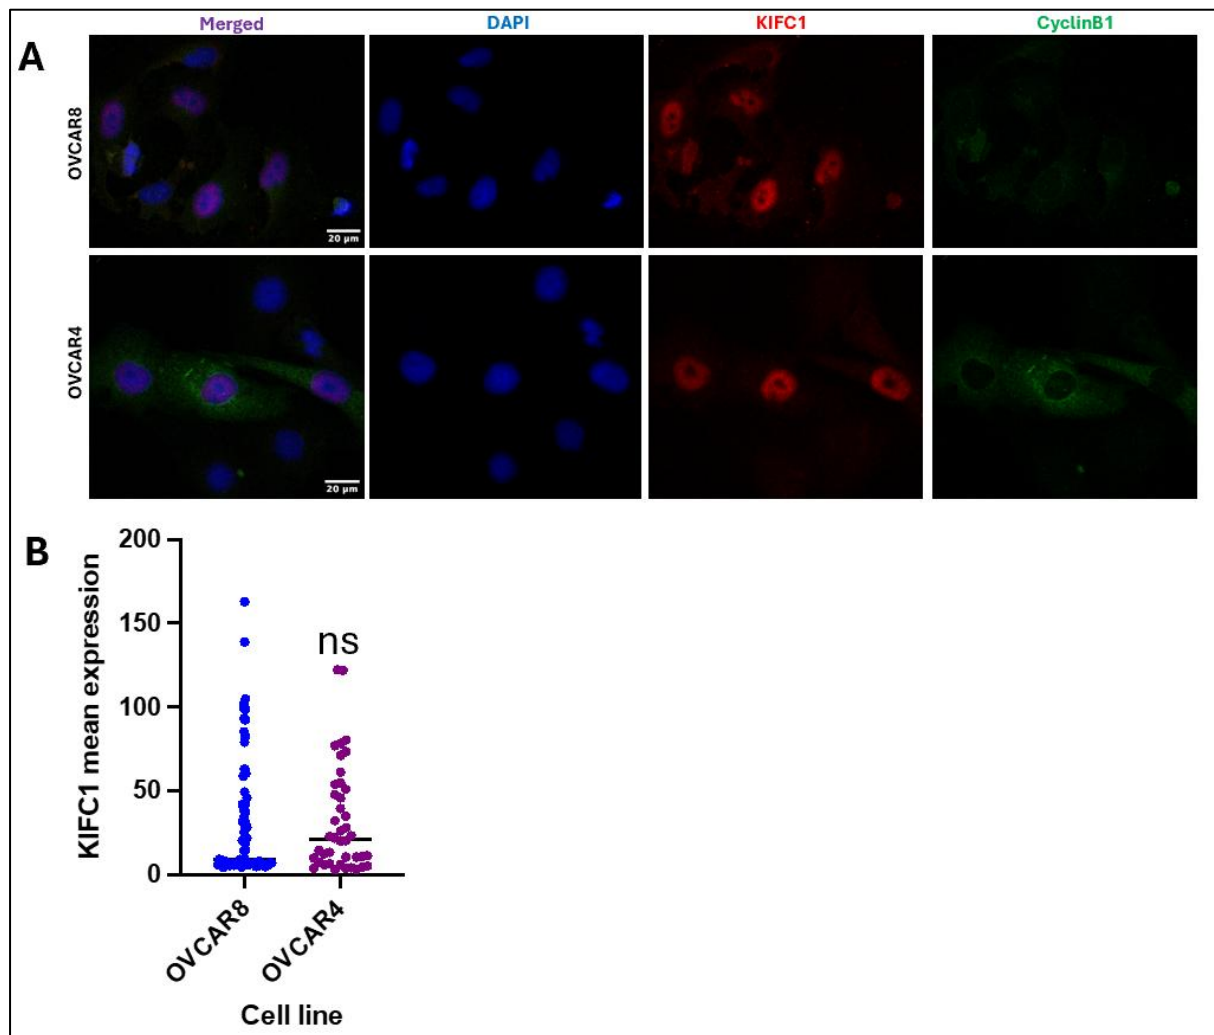 Merged DAPI KIFC1 CyclinB1
A
OVCAR8
20 µm
OVCAR4
20 µm
B
200
150
100
50
0
KIFC1 mean expression
ns
OVCAR8 OVCAR4
Cell line